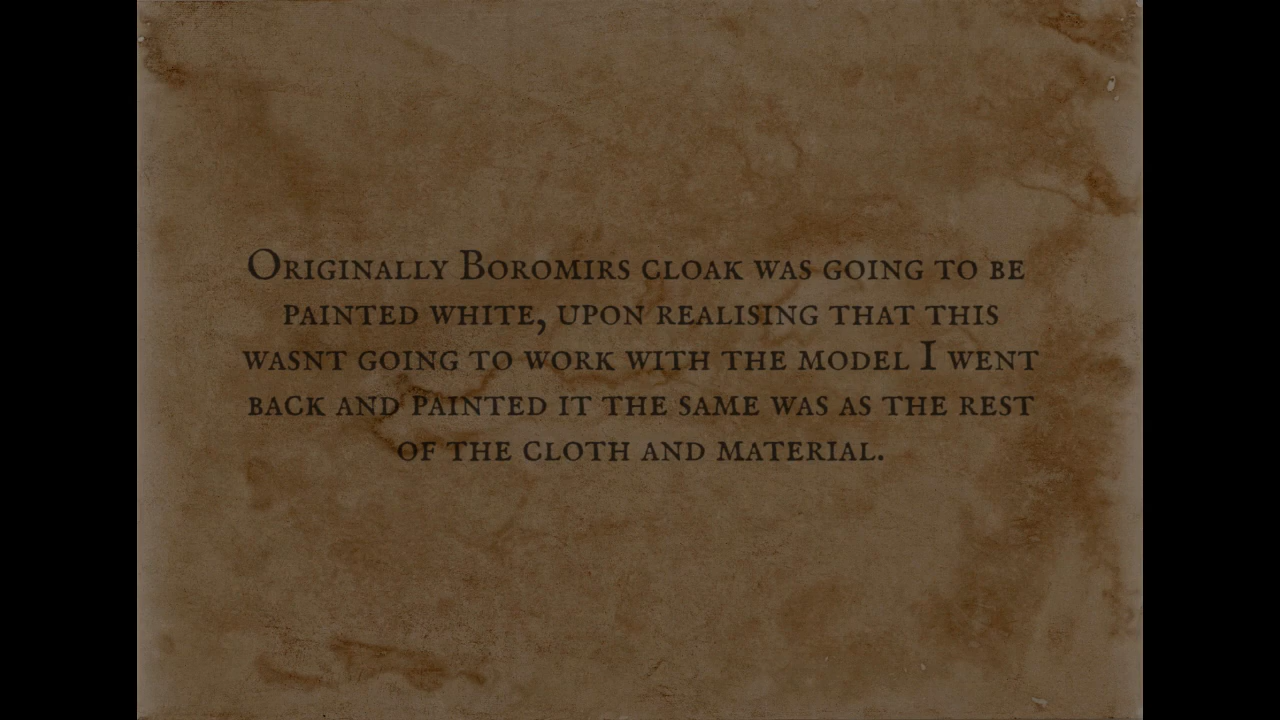 Originally Boromirs cloak was going to be
painted white, upon realising that this
wasnt going to work with the model I went
back and painted it the same was as the rest
of the cloth and material.